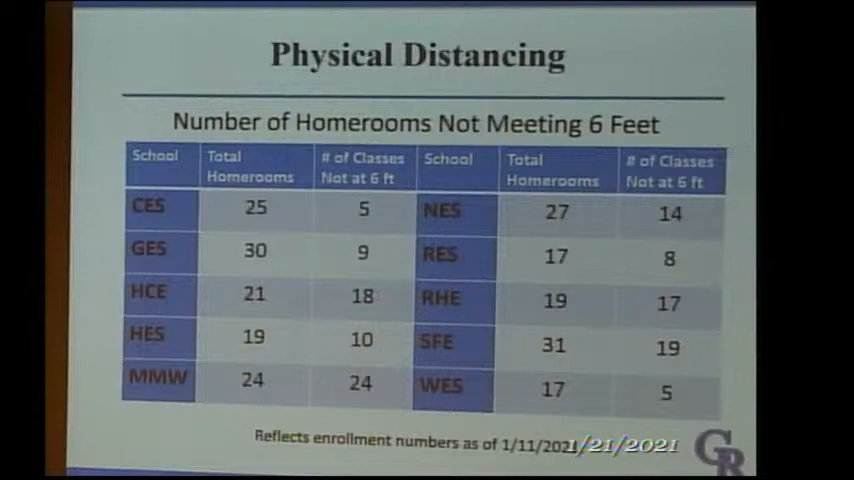 Physical Distancing
Number of Homerooms Not Meeting 6 Feet
School Total Homerooms # of Classes Not at 6 ft School Total Homerooms # of Classes Not at 6 ft
CES 25 5 NES 27 14
GES 30 9 RES 17 8
HCE 21 18 RHE 19 17
HES 19 10 SFE 31 19
MMW 24 24 WES 17 5
Reflects enrollment numbers as of 1/11/2021
1/21/2021
GR